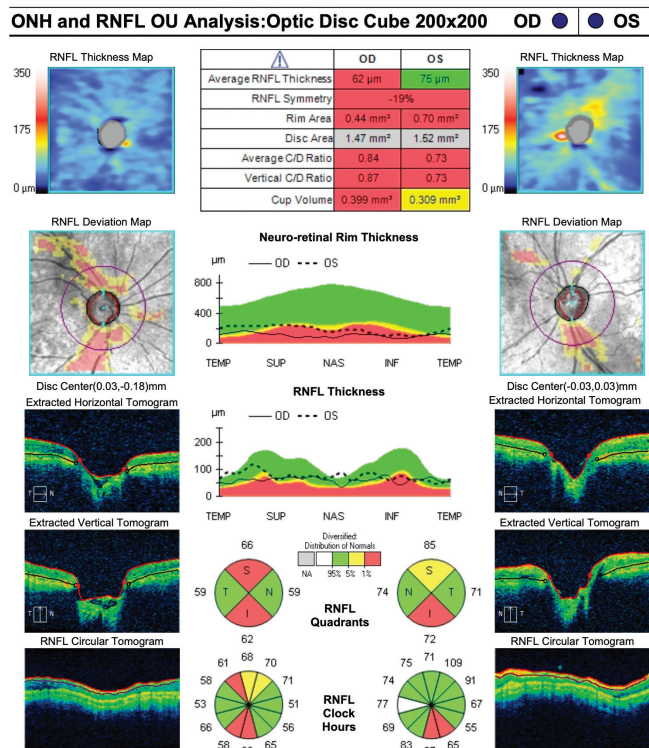 ONH and RNFL OU Analysis:Optic Disc Cube 200x200 OD OS
RNFL Thickness Map
350
175
0 µm
OD OS
Average RNFL Thickness 62 µm 75 µm
RNFL Symmetry -19%
Rim Area 0.44 mm² 0.70 mm²
Disc Area 1.47 mm² 1.52 mm²
Average C/D Ratio 0.84 0.73
Vertical C/D Ratio 0.87 0.73
Cup Volume 0.399 mm³ 0.309 mm³
RNFL Thickness Map
350
175
0 µm
RNFL Deviation Map
Disc Center(0.03,-0.18)mm
Neuro-retinal Rim Thickness
µm OD OS
800
400
0
TEMP SUP NAS INF TEMP
RNFL Deviation Map
Disc Center(-0.03,0.03)mm
Extracted Horizontal Tomogram
T N
RNFL Thickness
µm OD OS
200
100
0
TEMP SUP NAS INF TEMP
Extracted Horizontal Tomogram
T N
Extracted Vertical Tomogram
T N
Diversified:
Distribution of Normals
NA 95% 5% 1%
66
S
59 T N 59
I
62
RNFL
Quadrants
85
S
74 N T 71
I
72
Extracted Vertical Tomogram
T N
RNFL Circular Tomogram
68
61 70
58 71
53 51
66 56
58 65
RNFL
Clock
Hours
71
75 109
74 91
77 67
69 55
83 65
RNFL Circular Tomogram